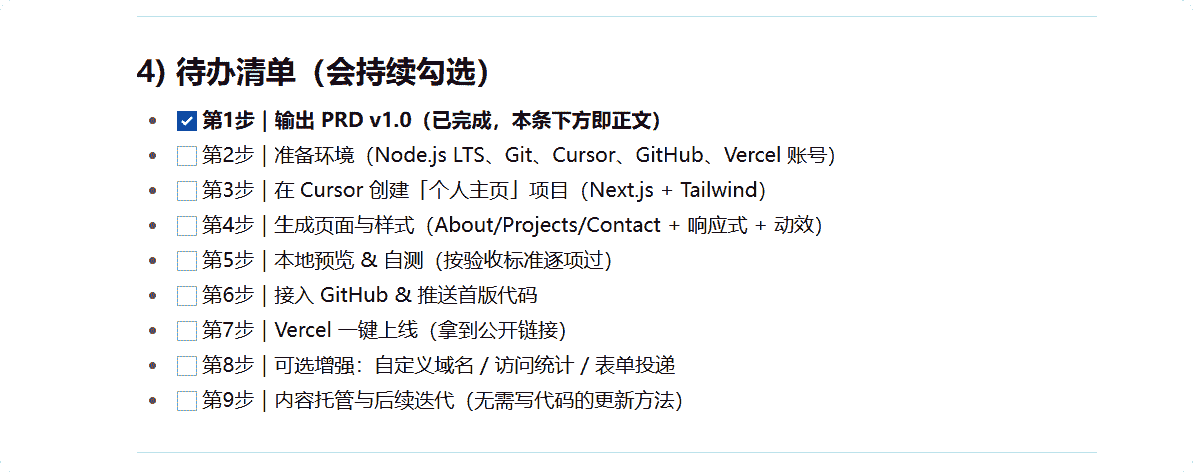 4) 待办清单（会持续勾选）
第1步｜输出 PRD v1.0（已完成，本条下方即正文）
第2步｜准备环境（Node.js LTS、Git、Cursor、GitHub、Vercel 账号）
第3步｜在 Cursor 创建「个人主页」项目（Next.js + Tailwind）
第4步｜生成页面与样式（About/Projects/Contact + 响应式 + 动效）
第5步｜本地预览 & 自测（按验收标准逐项过）
第6步｜接入 GitHub & 推送首版代码
第7步｜Vercel 一键上线（拿到公开链接）
第8步｜可选增强：自定义域名 / 访问统计 / 表单投递
第9步｜内容托管与后续迭代（无需写代码的更新方法）